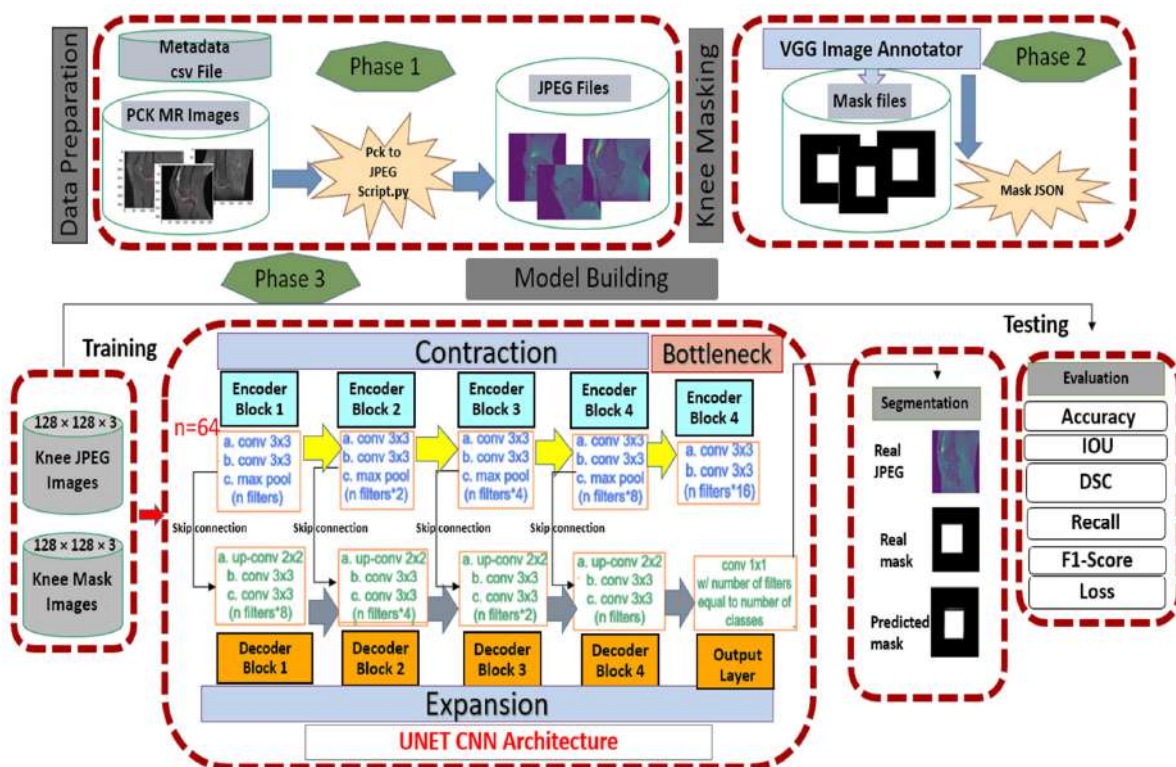 Data Preparation
Metadata
csv File
PCK MR Images
Phase 1
Pck to
JPEG
Script.py
JPEG Files
Knee Masking
VGG Image Annotator
Mask files
Phase 2
Mask JSON
Phase 3
Model Building
Training
128 × 128 × 3
Knee JPEG
Images
128 × 128 × 3
Knee Mask
Images
Contraction
Bottleneck
n=64
Encoder
Block 1
a. conv 3x3
b. conv 3x3
c. max pool
(n filters)
Encoder
Block 2
a. conv 3x3
b. conv 3x3
c. max pool
(n filters*2)
Encoder
Block 3
a. conv 3x3
b. conv 3x3
c. max pool
(n filters*4)
Encoder
Block 4
a. conv 3x3
b. conv 3x3
c. max pool
(n filters*8)
Encoder
Block 4
a. conv 3x3
b. conv 3x3
(n filters*16)
Skip connection
Skip connection
Skip connection
Skip connection
a. up-conv 2x2
b. conv 3x3
c. conv 3x3
(n filters*8)
Decoder
Block 1
a. up-conv 2x2
b. conv 3x3
c. conv 3x3
(n filters*4)
Decoder
Block 2
a. up-conv 2x2
b. conv 3x3
c. conv 3x3
(n filters*2)
Decoder
Block 3
a. up-conv 2x2
b. conv 3x3
c. conv 3x3
(n filters)
Decoder
Block 4
conv 1x1
w/ number of filters
equal to number of
classes
Output
Layer
Expansion
UNET CNN Architecture
Testing
Segmentation
Real
JPEG
Real
mask
Predicted
mask
Evaluation
Accuracy
IOU
DSC
Recall
F1-Score
Loss